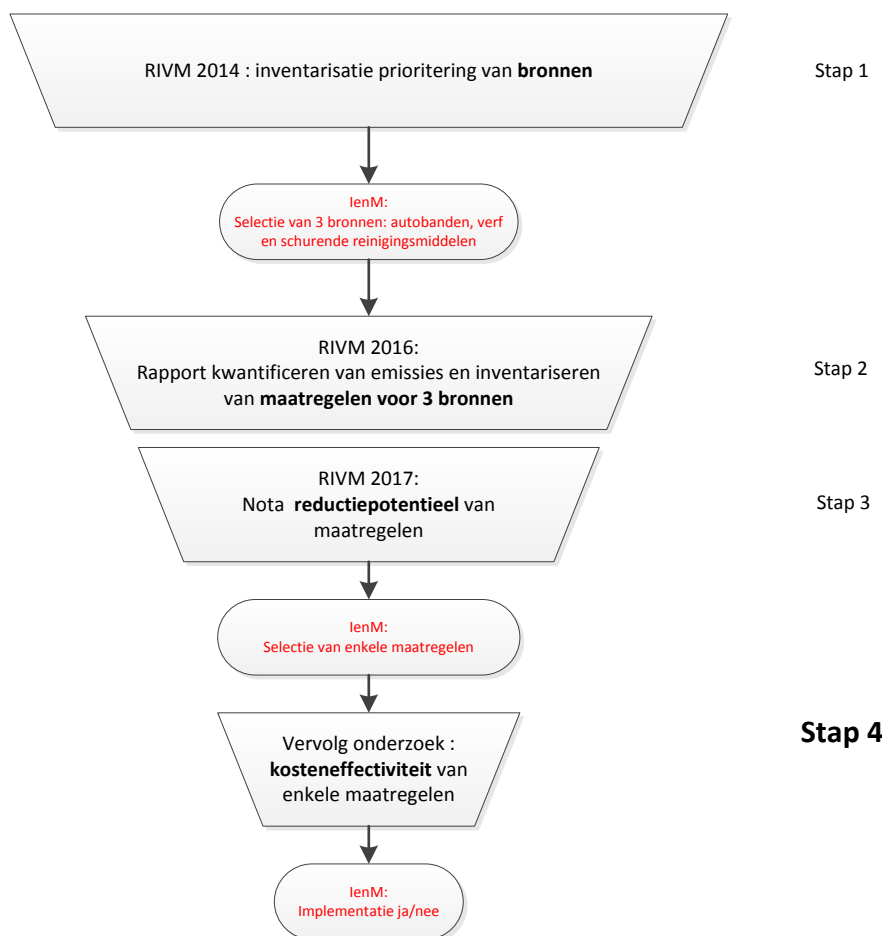 RIVM 2014 : inventarisatie prioritering van bronnen
Stap 1
IenM:
Selectie van 3 bronnen: autobanden, verf
en schurende reinigingsmiddelen
RIVM 2016:
Rapport kwantificeren van emissies en inventariseren
van maatregelen voor 3 bronnen
Stap 2
RIVM 2017:
Nota reductiepotentieel van
maatregelen
Stap 3
IenM:
Selectie van enkele maatregelen
Vervolg onderzoek :
kosteneffectiviteit van
enkele maatregelen
Stap 4
IenM:
Implementatie ja/nee